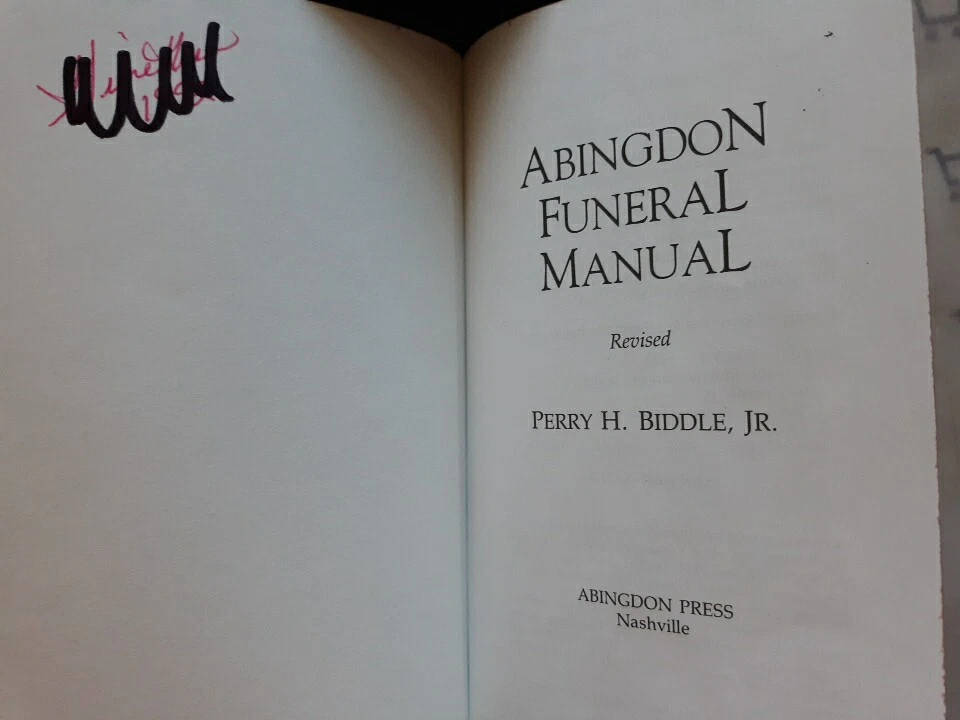 ABINGDON
FUNERAL
MANUAL
Revised
PERRY H. BIDDLE, JR.
ABINGDON PRESS
Nashville